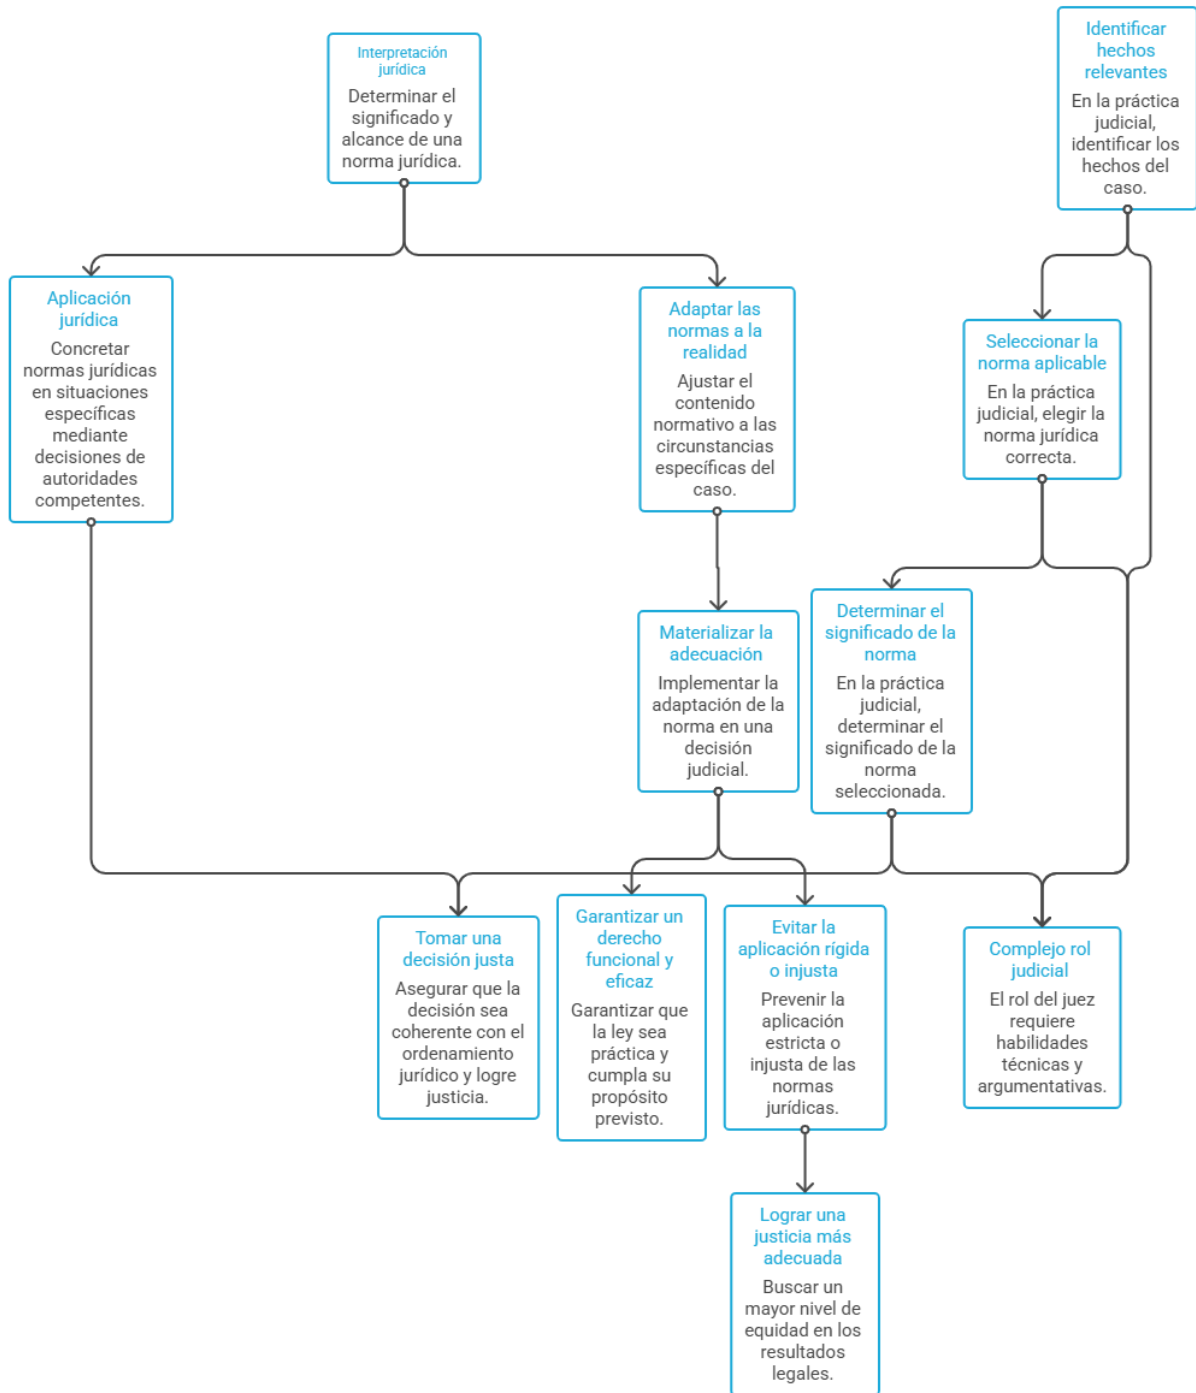 Interpretación
jurídica
Determinar el
significado y
alcance de una
norma jurídica.
Identificar
hechos
relevantes
En la práctica
judicial,
identificar los
hechos del
caso.
Aplicación
jurídica
Concretar
normas jurídicas
en situaciones
específicas
mediante
decisiones de
autoridades
competentes.
Adaptar las
normas a la
realidad
Ajustar el
contenido
normativo a las
circunstancias
específicas del
caso.
Seleccionar la
norma aplicable
En la práctica
judicial, elegir la
norma jurídica
correcta.
Materializar la
adecuación
Implementar la
adaptación de la
norma en una
decisión
judicial.
Determinar el
significado de la
norma
En la práctica
judicial,
determinar el
significado de la
norma
seleccionada.
Tomar una
decisión justa
Asegurar que la
decisión sea
coherente con el
ordenamiento
jurídico y logre
justicia.
Garantizar un
derecho
funcional y
eficaz
Garantizar que
la ley sea
práctica y
cumpla su
propósito
previsto.
Evitar la
aplicación rígida
o injusta
Prevenir la
aplicación
estricta o
injusta de las
normas
jurídicas.
Complejo rol
judicial
El rol del juez
requiere
habilidades
técnicas y
argumentativas.
Lograr una
justicia más
adecuada
Buscar un
mayor nivel de
equidad en los
resultados
legales.